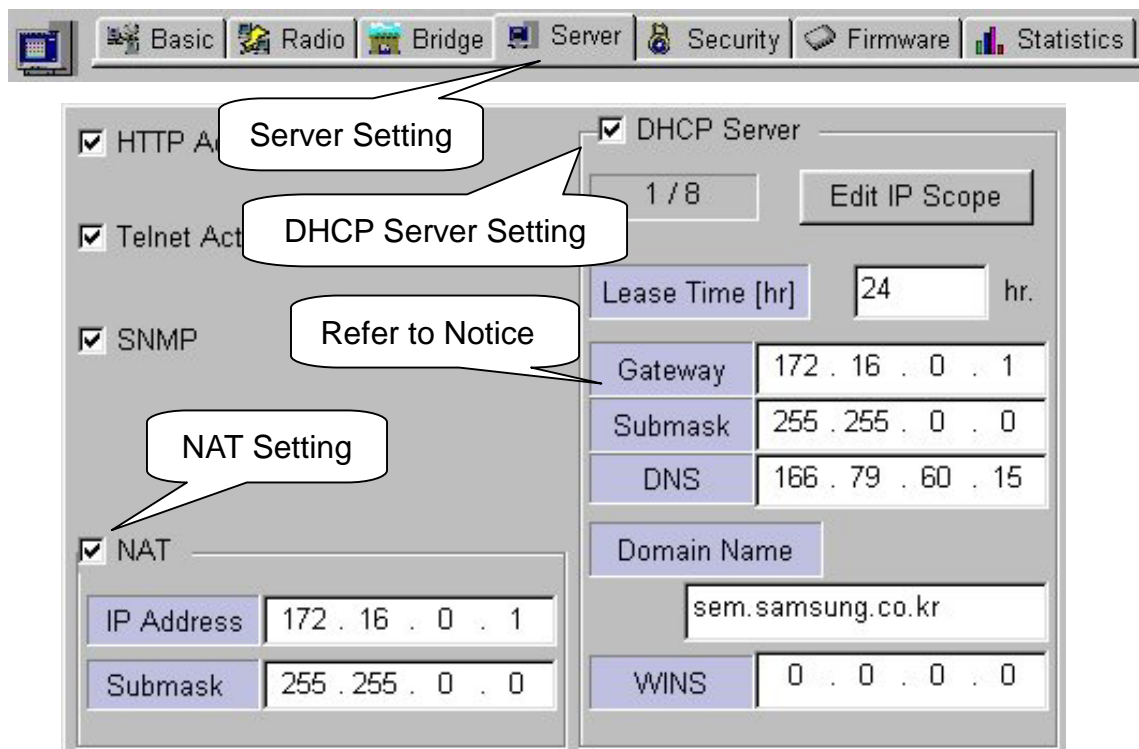 Basic Radio Bridge Server Security Firmware Statistics
Server Setting
HTTP
DHCP Server
1 / 8 Edit IP Scope
DHCP Server Setting
Telnet
Lease Time [hr] 24 hr.
SNMP
Refer to Notice
Gateway 172 . 16 . 0 . 1
Submask 255 . 255 . 0 . 0
DNS 166 . 79 . 60 . 15
NAT Setting
NAT
IP Address 172 . 16 . 0 . 1
Submask 255 . 255 . 0 . 0
Domain Name
sem.samsung.co.kr
WINS 0 . 0 . 0 . 0